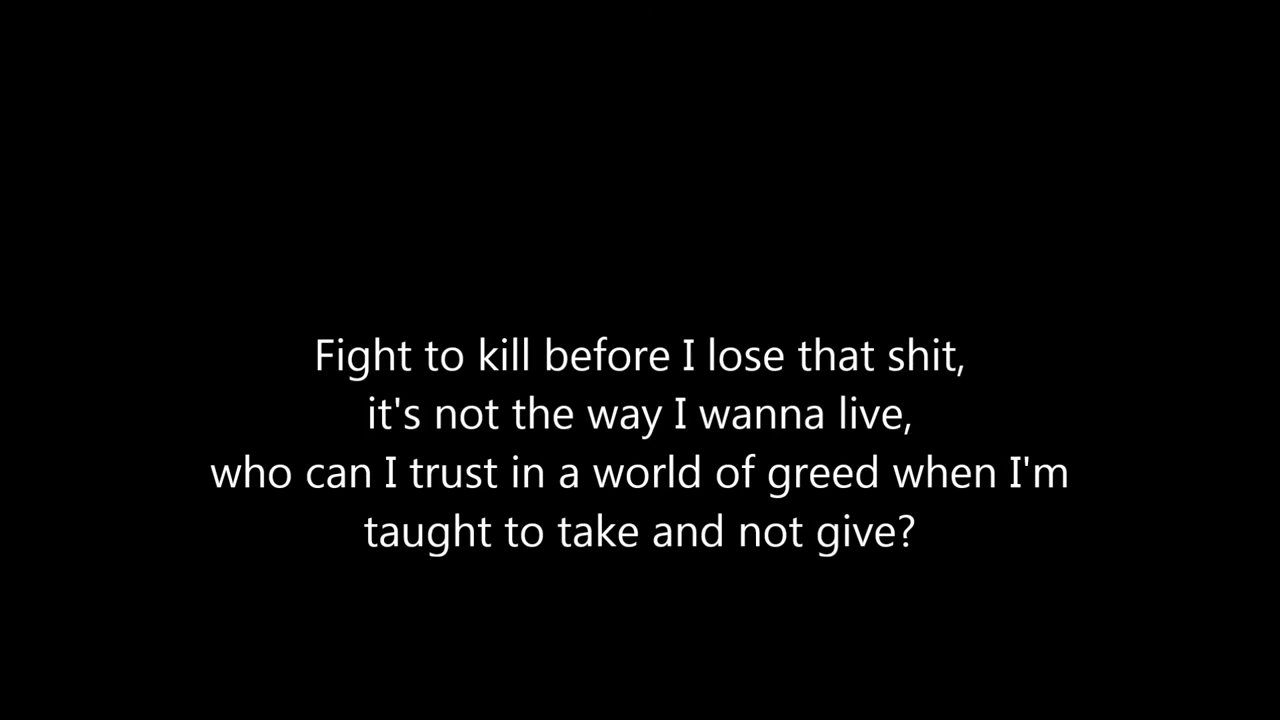 Fight to kill before I lose that shit,
it's not the way I wanna live,
who can I trust in a world of greed when I'm
taught to take and not give?